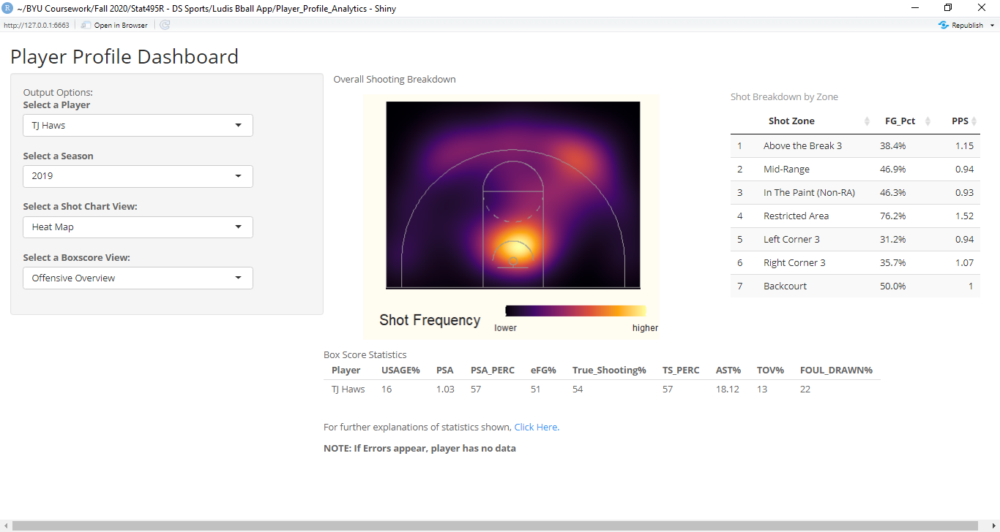 R ~/BYU Coursework/Fall 2020/Stat495R - DS Sports/Ludis Bball App/Player_Profile_Analytics - Shiny
http://127.0.0.1:6663 Open in Browser Republish
Player Profile Dashboard
Output Options:
Select a Player
TJ Haws
Select a Season
2019
Select a Shot Chart View:
Heat Map
Select a Boxscore View:
Offensive Overview
Overall Shooting Breakdown
Shot Frequency
lower higher
Shot Breakdown by Zone
Shot Zone FG_Pct PPS
1 Above the Break 3 38.4% 1.15
2 Mid-Range 46.9% 0.94
3 In The Paint (Non-RA) 46.3% 0.93
4 Restricted Area 76.2% 1.52
5 Left Corner 3 31.2% 0.94
6 Right Corner 3 35.7% 1.07
7 Backcourt 50.0% 1
Box Score Statistics
Player USAGE% PSA PSA_PERC eFG% True_Shooting% TS_PERC AST% TOV% FOUL_DRAWN%
TJ Haws 16 1.03 57 51 54 57 18.12 13 22
For further explanations of statistics shown, Click Here.
NOTE: If Errors appear, player has no data